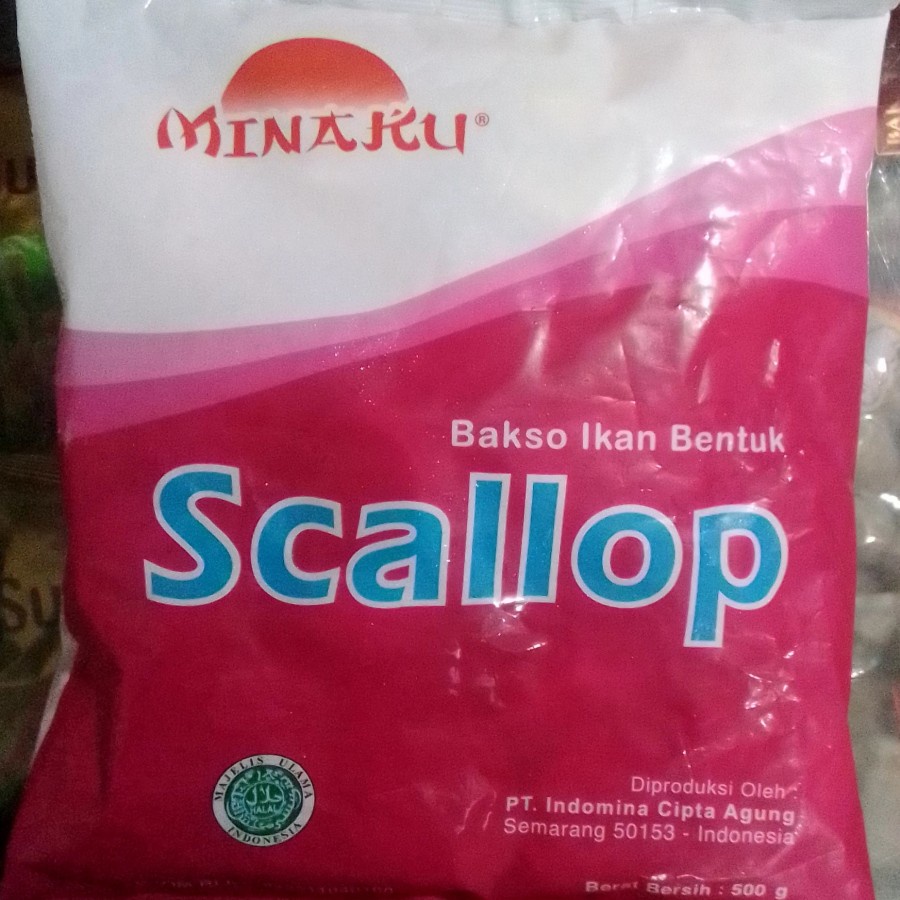 MINAKU®
Bakso Ikan Bentuk
Scallop
MAJELIS ULAMA
حلال
HALAL
INDONESIA
Diproduksi Oleh :
PT. Indomina Cipta Agung
Semarang 50153 - Indonesia
Berat Bersih : 500 g